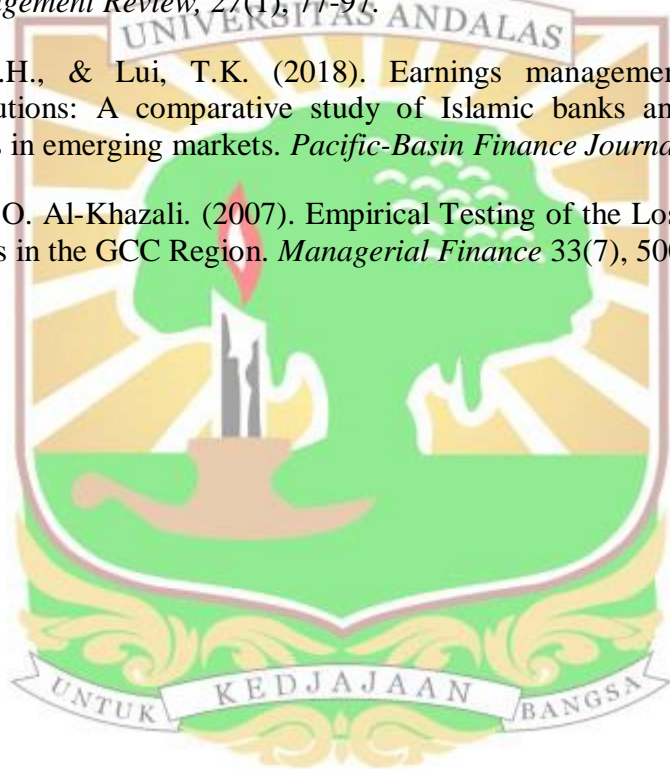 gement Review, 27(1), 77-97.
UNIVERSITAS ANDALAS
.H., & Lui, T.K. (2018). Earnings managemen
utions: A comparative study of Islamic banks an
s in emerging markets. Pacific-Basin Finance Journa
O. Al-Khazali. (2007). Empirical Testing of the Los
s in the GCC Region. Managerial Finance 33(7), 500
UNTUK KEDJAJAAN BANGSA